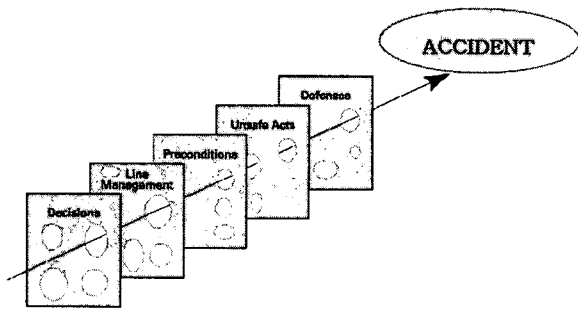 ACCIDENT
Defenses
Unsafe Acts
Preconditions
Line
Management
Decisions